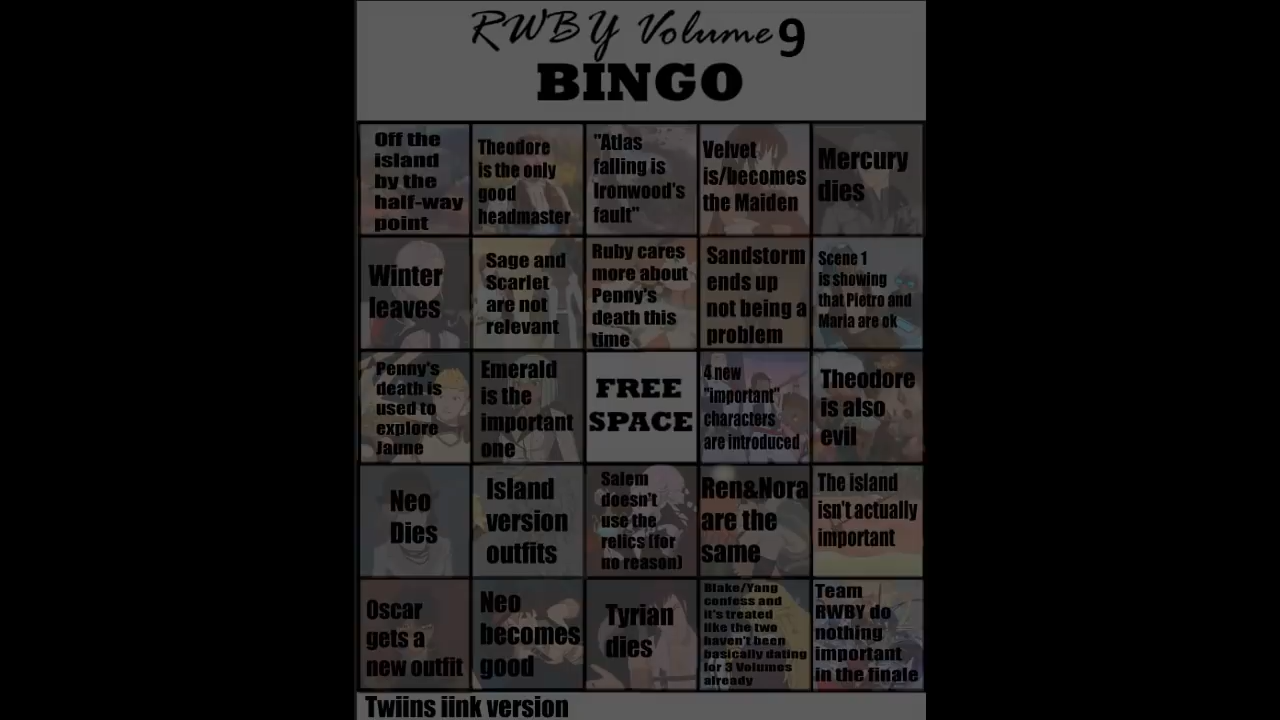 RWBY Volume 9
BINGO
Off the
island
by the
half-way
point
Theodore
is the only
good
headmaster
"Atlas
falling is
Ironwood's
fault"
Velvet
is/becomes
the Maiden
Mercury
dies
Winter
leaves
Sage and
Scarlet
are not
relevant
Ruby cares
more about
Penny's
death this
time
Sandstorm
ends up
not being a
problem
Scene 1
is showing
that Pietro and
Maria are ok
Penny's
death is
used to
explore
Jaune
Emerald
is the
important
one
FREE
SPACE
4 new
"important"
characters
are introduced
Theodore
is also
evil
Neo
Dies
Island
version
outfits
Salem
doesn't
use the
relics (for
no reason)
Ren&Nora
are the
same
The island
isn't actually
important
Oscar
gets a
new outfit
Neo
becomes
good
Tyrian
dies
Blake/Yang
confess and
it's treated
like the two
haven't been
basically dating
for 3 Volumes
already
Team
RWBY do
nothing
important
in the finale
Twiins iink version